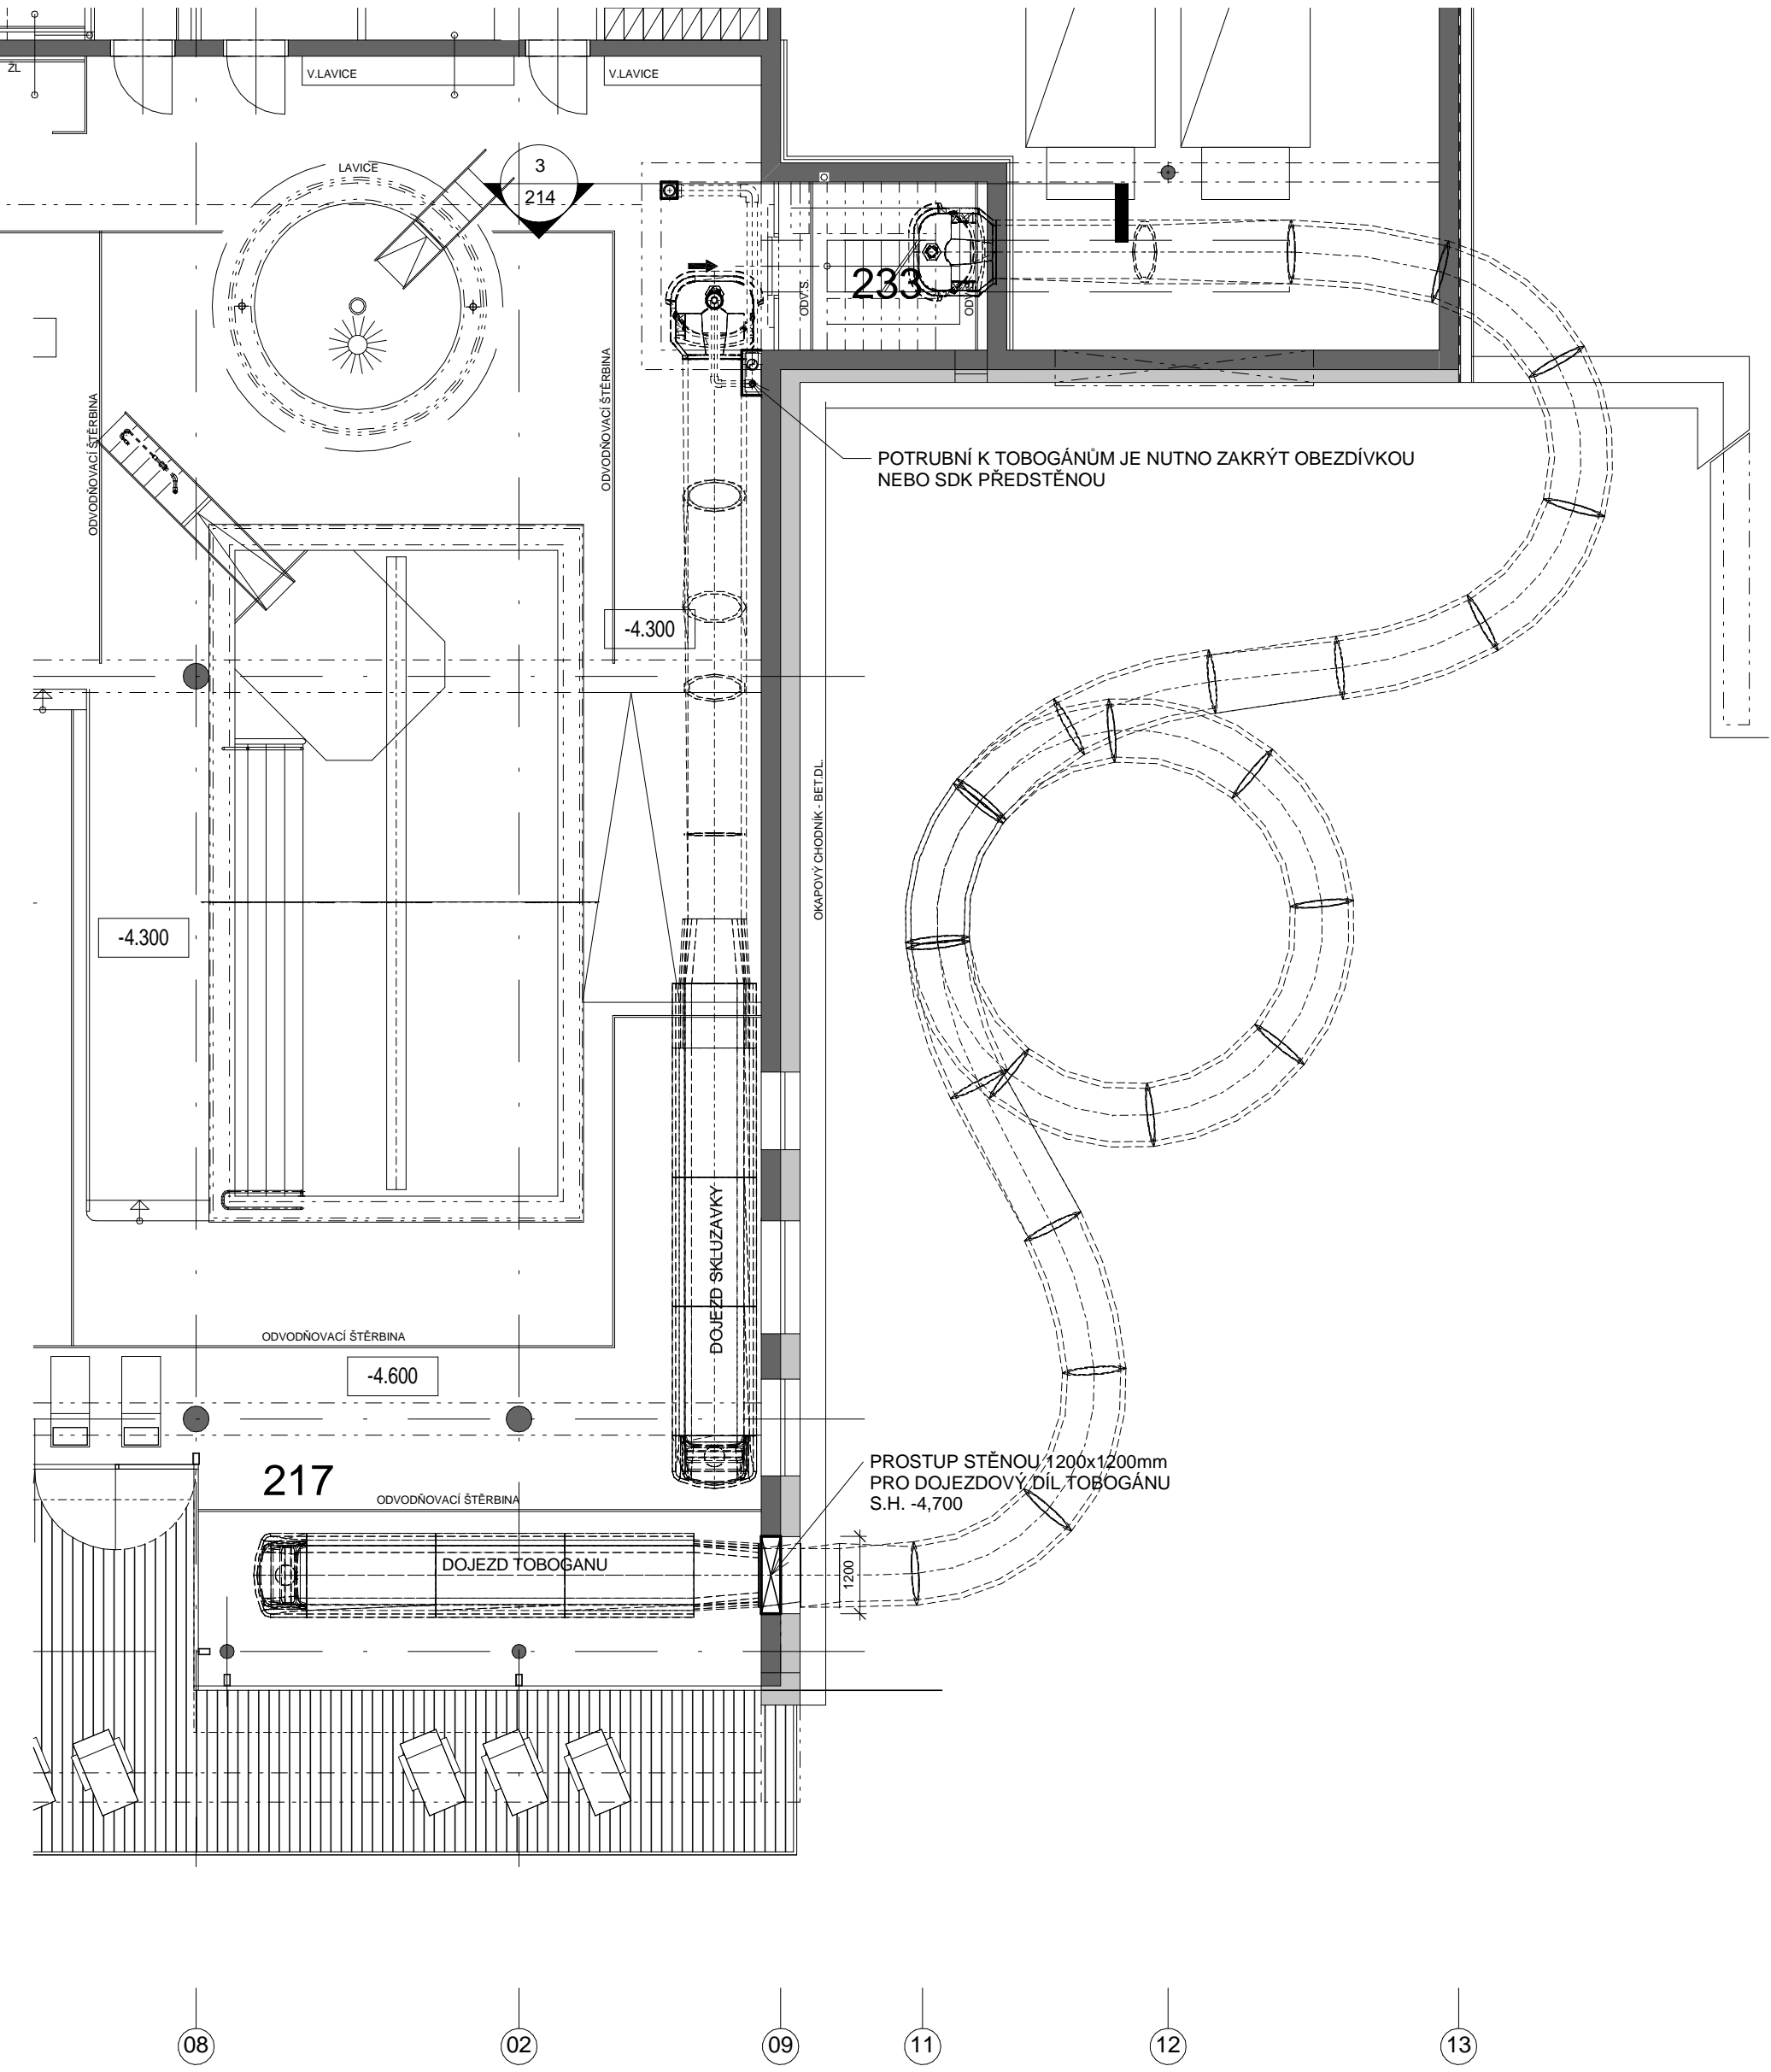 ŽL
V.LAVICE
V.LAVICE
LAVICE
3
214
233
ODV.S.
ODVODŇOVACÍ ŠTĚRBINA
ODVODŇOVACÍ ŠTĚRBINA
POTRUBNÍ K TOBOGÁNŮM JE NUTNO ZAKRÝT OBEZDÍVKOU
NEBO SDK PŘEDSTĚNOU
-4.300
OKAPOVÝ CHODNÍK - BET.DL.
-4.300
DOJEZD SKLUZAVKY
ODVODŇOVACÍ ŠTĚRBINA
-4.600
217
ODVODŇOVACÍ ŠTĚRBINA
PROSTUP STĚNOU 1200x1200mm
PRO DOJEZDOVÝ DÍL TOBOGÁNU
S.H. -4,700
DOJEZD TOBOGANU
1200
08
02
09
11
12
13